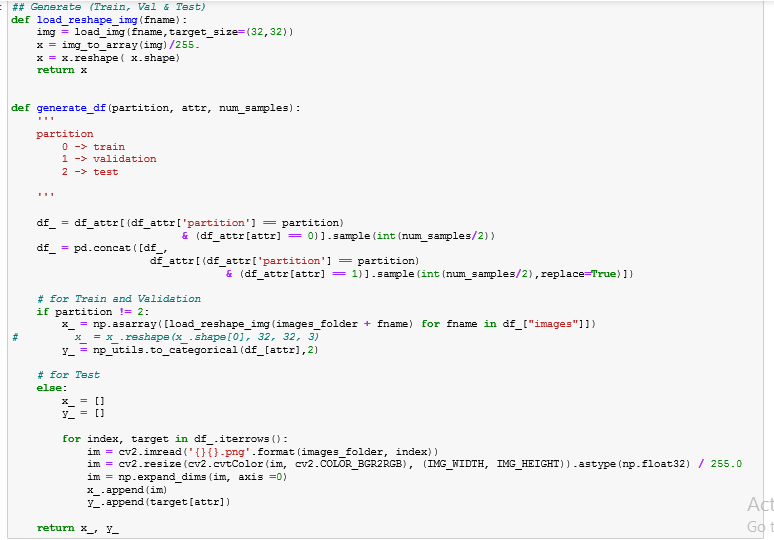 ## Generate (Train, Val & Test)
def load_reshape_img(fname):
    img = load_img(fname,target_size=(32,32))
    x = img_to_array(img)/255.
    x = x.reshape( x.shape)
    return x
def generate_df(partition, attr, num_samples):
    '''
    partition
        0 -> train
        1 -> validation
        2 -> test
    '''
    df_ = df_attr[(df_attr['partition'] == partition)
                           & (df_attr[attr] == 0)].sample(int(num_samples/2))
    df_ = pd.concat([df_,
                      df_attr[(df_attr['partition'] == partition)
                                  & (df_attr[attr] == 1)].sample(int(num_samples/2),replace=True)])
    # for Train and Validation
    if partition != 2:
        x_ = np.asarray([load_reshape_img(images_folder + fname) for fname in df_["images"]])
#         x_ = x_.reshape(x_.shape[0], 32, 32, 3)
        y_ = np_utils.to_categorical(df_[attr],2)
    # for Test
    else:
        x_ = []
        y_ = []
        for index, target in df_.iterrows():
            im = cv2.imread('{}{}.png'.format(images_folder, index))
            im = cv2.resize(cv2.cvtColor(im, cv2.COLOR_BGR2RGB), (IMG_WIDTH, IMG_HEIGHT)).astype(np.float32) / 255.0
            im = np.expand_dims(im, axis =0)
            x_.append(im)
            y_.append(target[attr])
    return x_, y_
Go t